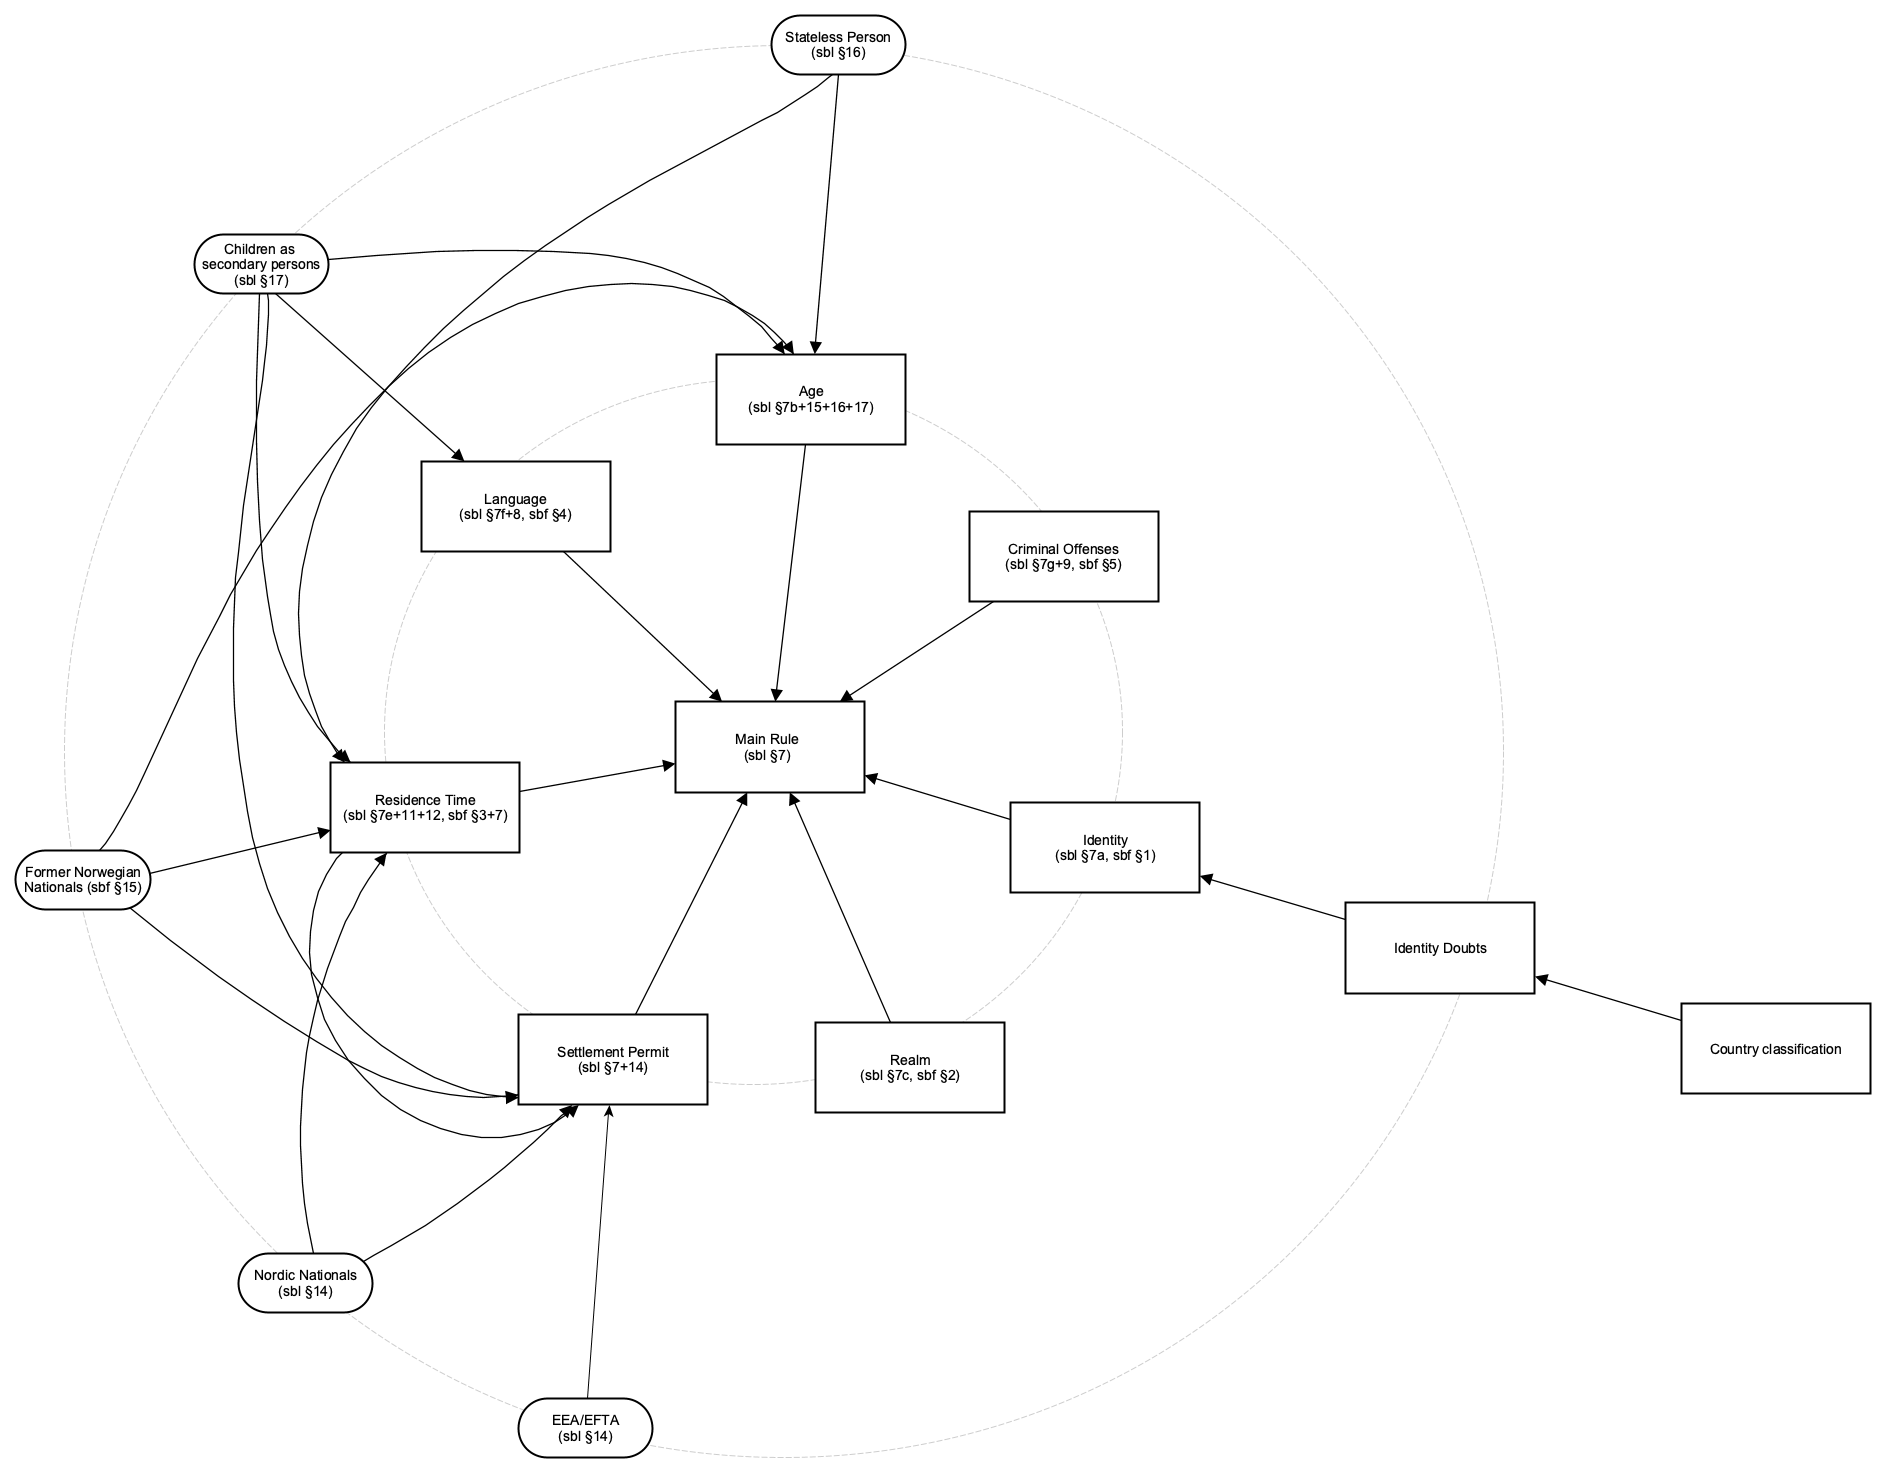 Stateless Person
(sbl §16)
Children as
secondary persons
(sbl §17)
Age
(sbl §7b+15+16+17)
Language
(sbl §7f+8, sbf §4)
Criminal Offenses
(sbl §7g+9, sbf §5)
Main Rule
(sbl §7)
Residence Time
(sbl §7e+11+12, sbf §3+7)
Identity
(sbl §7a, sbf §1)
Former Norwegian
Nationals (sbf §15)
Identity Doubts
Country classification
Settlement Permit
(sbl §7+14)
Realm
(sbl §7c, sbf §2)
Nordic Nationals
(sbl §14)
EEA/EFTA
(sbl §14)